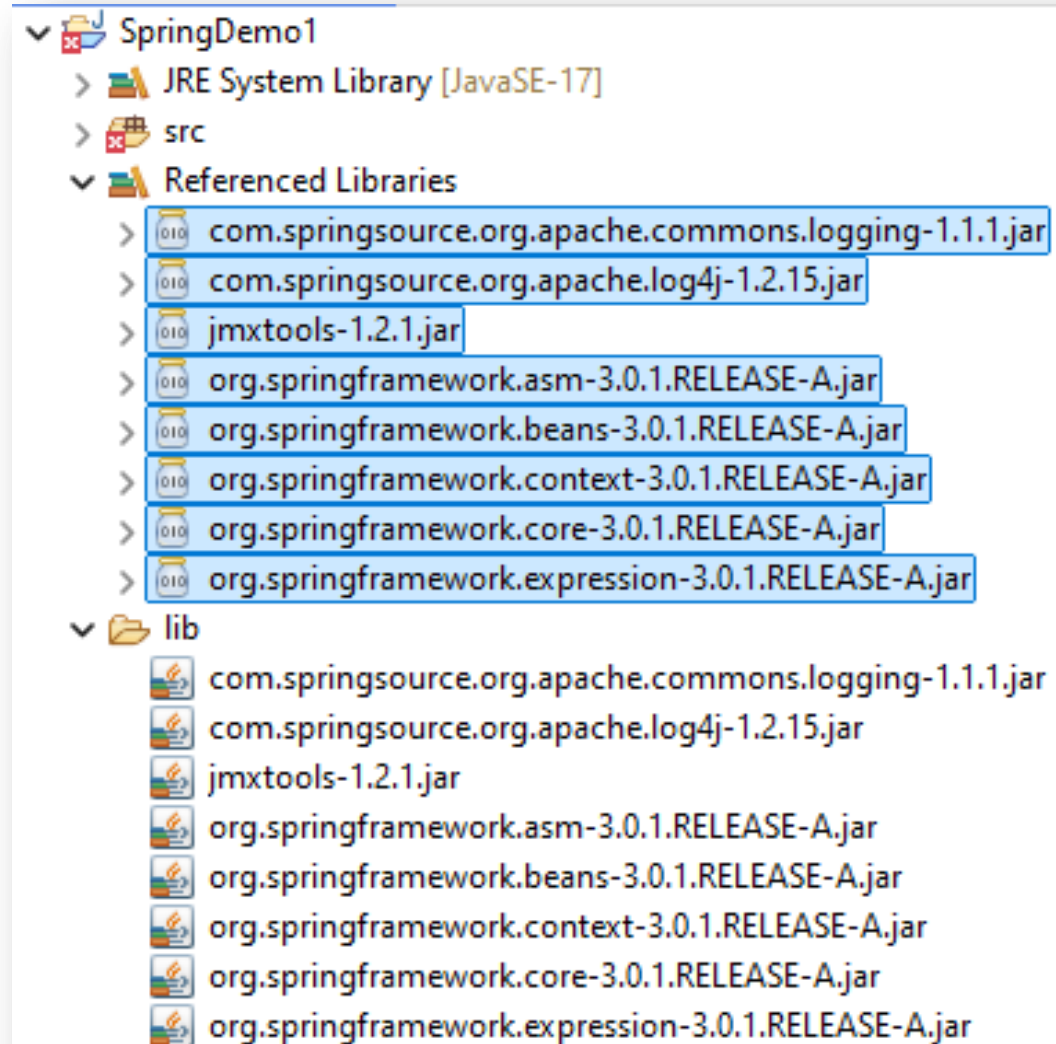 SpringDemo1
JRE System Library [JavaSE-17]
src
Referenced Libraries
com.springsource.org.apache.commons.logging-1.1.1.jar
com.springsource.org.apache.log4j-1.2.15.jar
jmxtools-1.2.1.jar
org.springframework.asm-3.0.1.RELEASE-A.jar
org.springframework.beans-3.0.1.RELEASE-A.jar
org.springframework.context-3.0.1.RELEASE-A.jar
org.springframework.core-3.0.1.RELEASE-A.jar
org.springframework.expression-3.0.1.RELEASE-A.jar
lib
com.springsource.org.apache.commons.logging-1.1.1.jar
com.springsource.org.apache.log4j-1.2.15.jar
jmxtools-1.2.1.jar
org.springframework.asm-3.0.1.RELEASE-A.jar
org.springframework.beans-3.0.1.RELEASE-A.jar
org.springframework.context-3.0.1.RELEASE-A.jar
org.springframework.core-3.0.1.RELEASE-A.jar
org.springframework.expression-3.0.1.RELEASE-A.jar